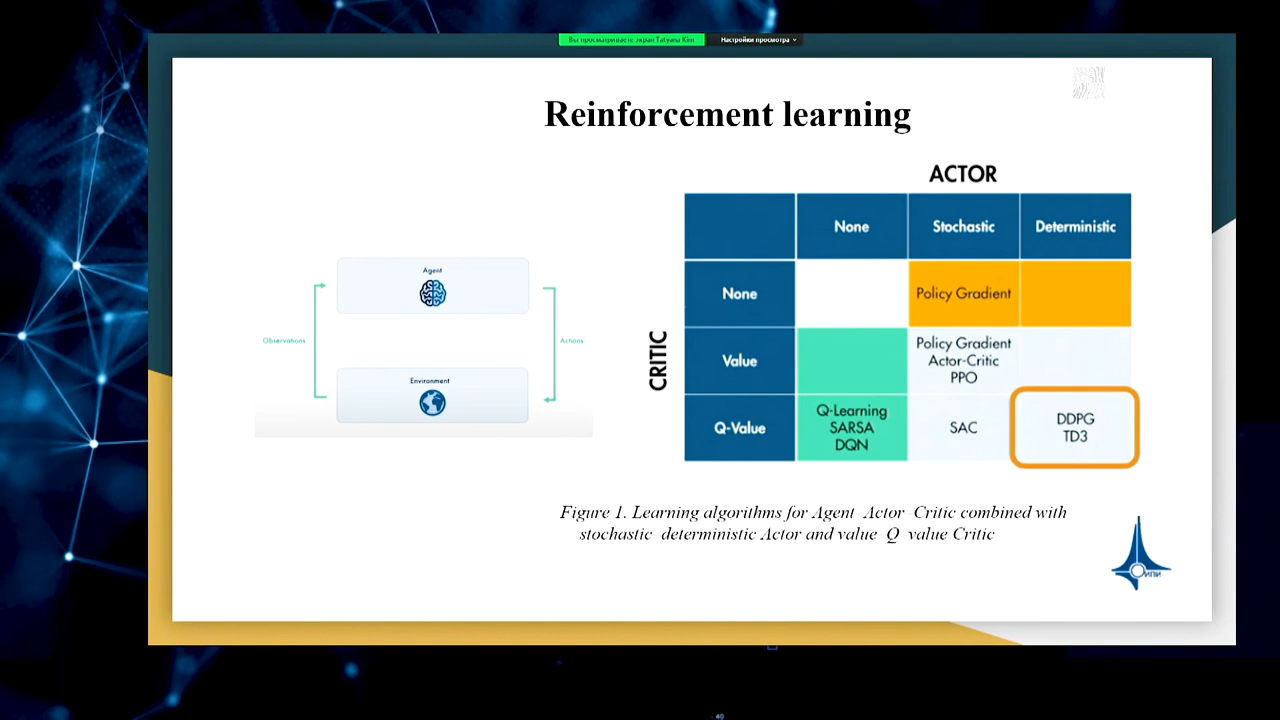 Вы просматриваете экран Tatyana Kim
Настройки просмотра
Reinforcement learning
Agent
Observations
Actions
Environment
ACTOR
None Stochastic Deterministic
CRITIC
None Policy Gradient
Value Policy Gradient Actor-Critic PPO
Q-Value Q-Learning SARSA DQN SAC DDPG TD3
Figure 1. Learning algorithms for Agent Actor Critic combined with
stochastic deterministic Actor and value Q value Critic
ОИПИ
40